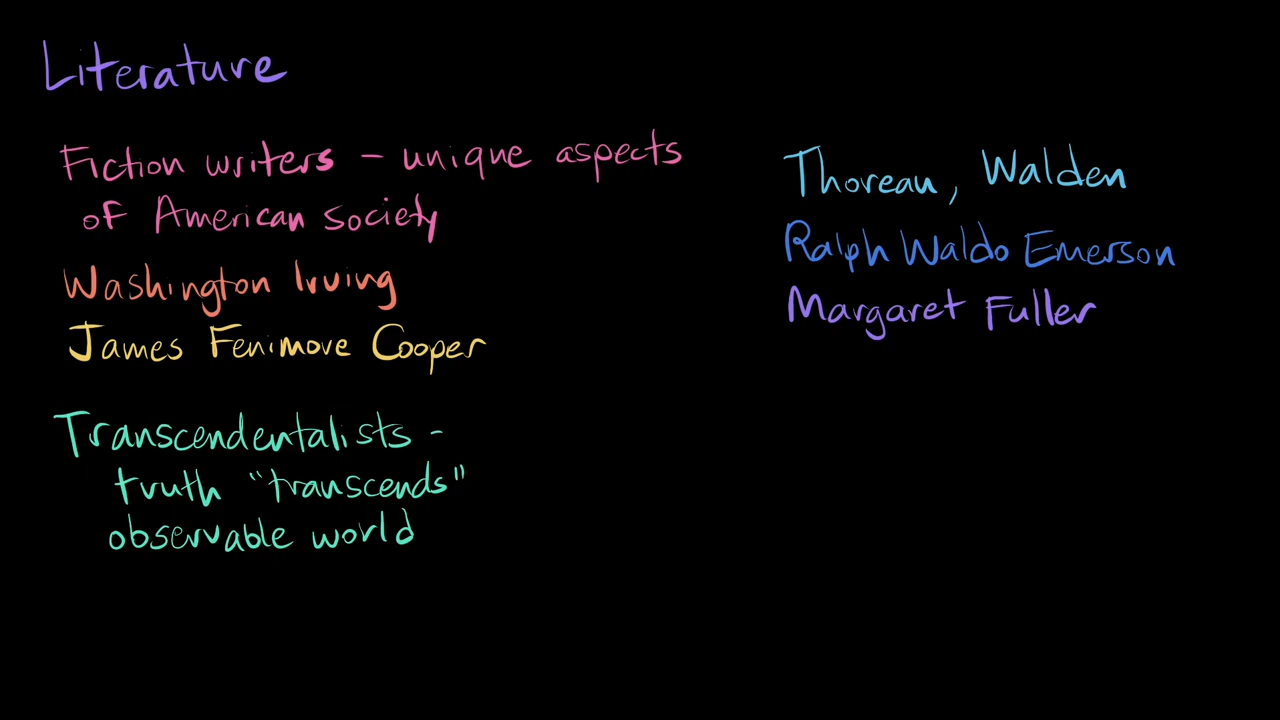 Literature
Fiction writers - unique aspects
of American society
Washington Irving
James Fenimore Cooper
Transcendentalists -
truth "transcends"
observable world
Thoreau, Walden
Ralph Waldo Emerson
Margaret Fuller